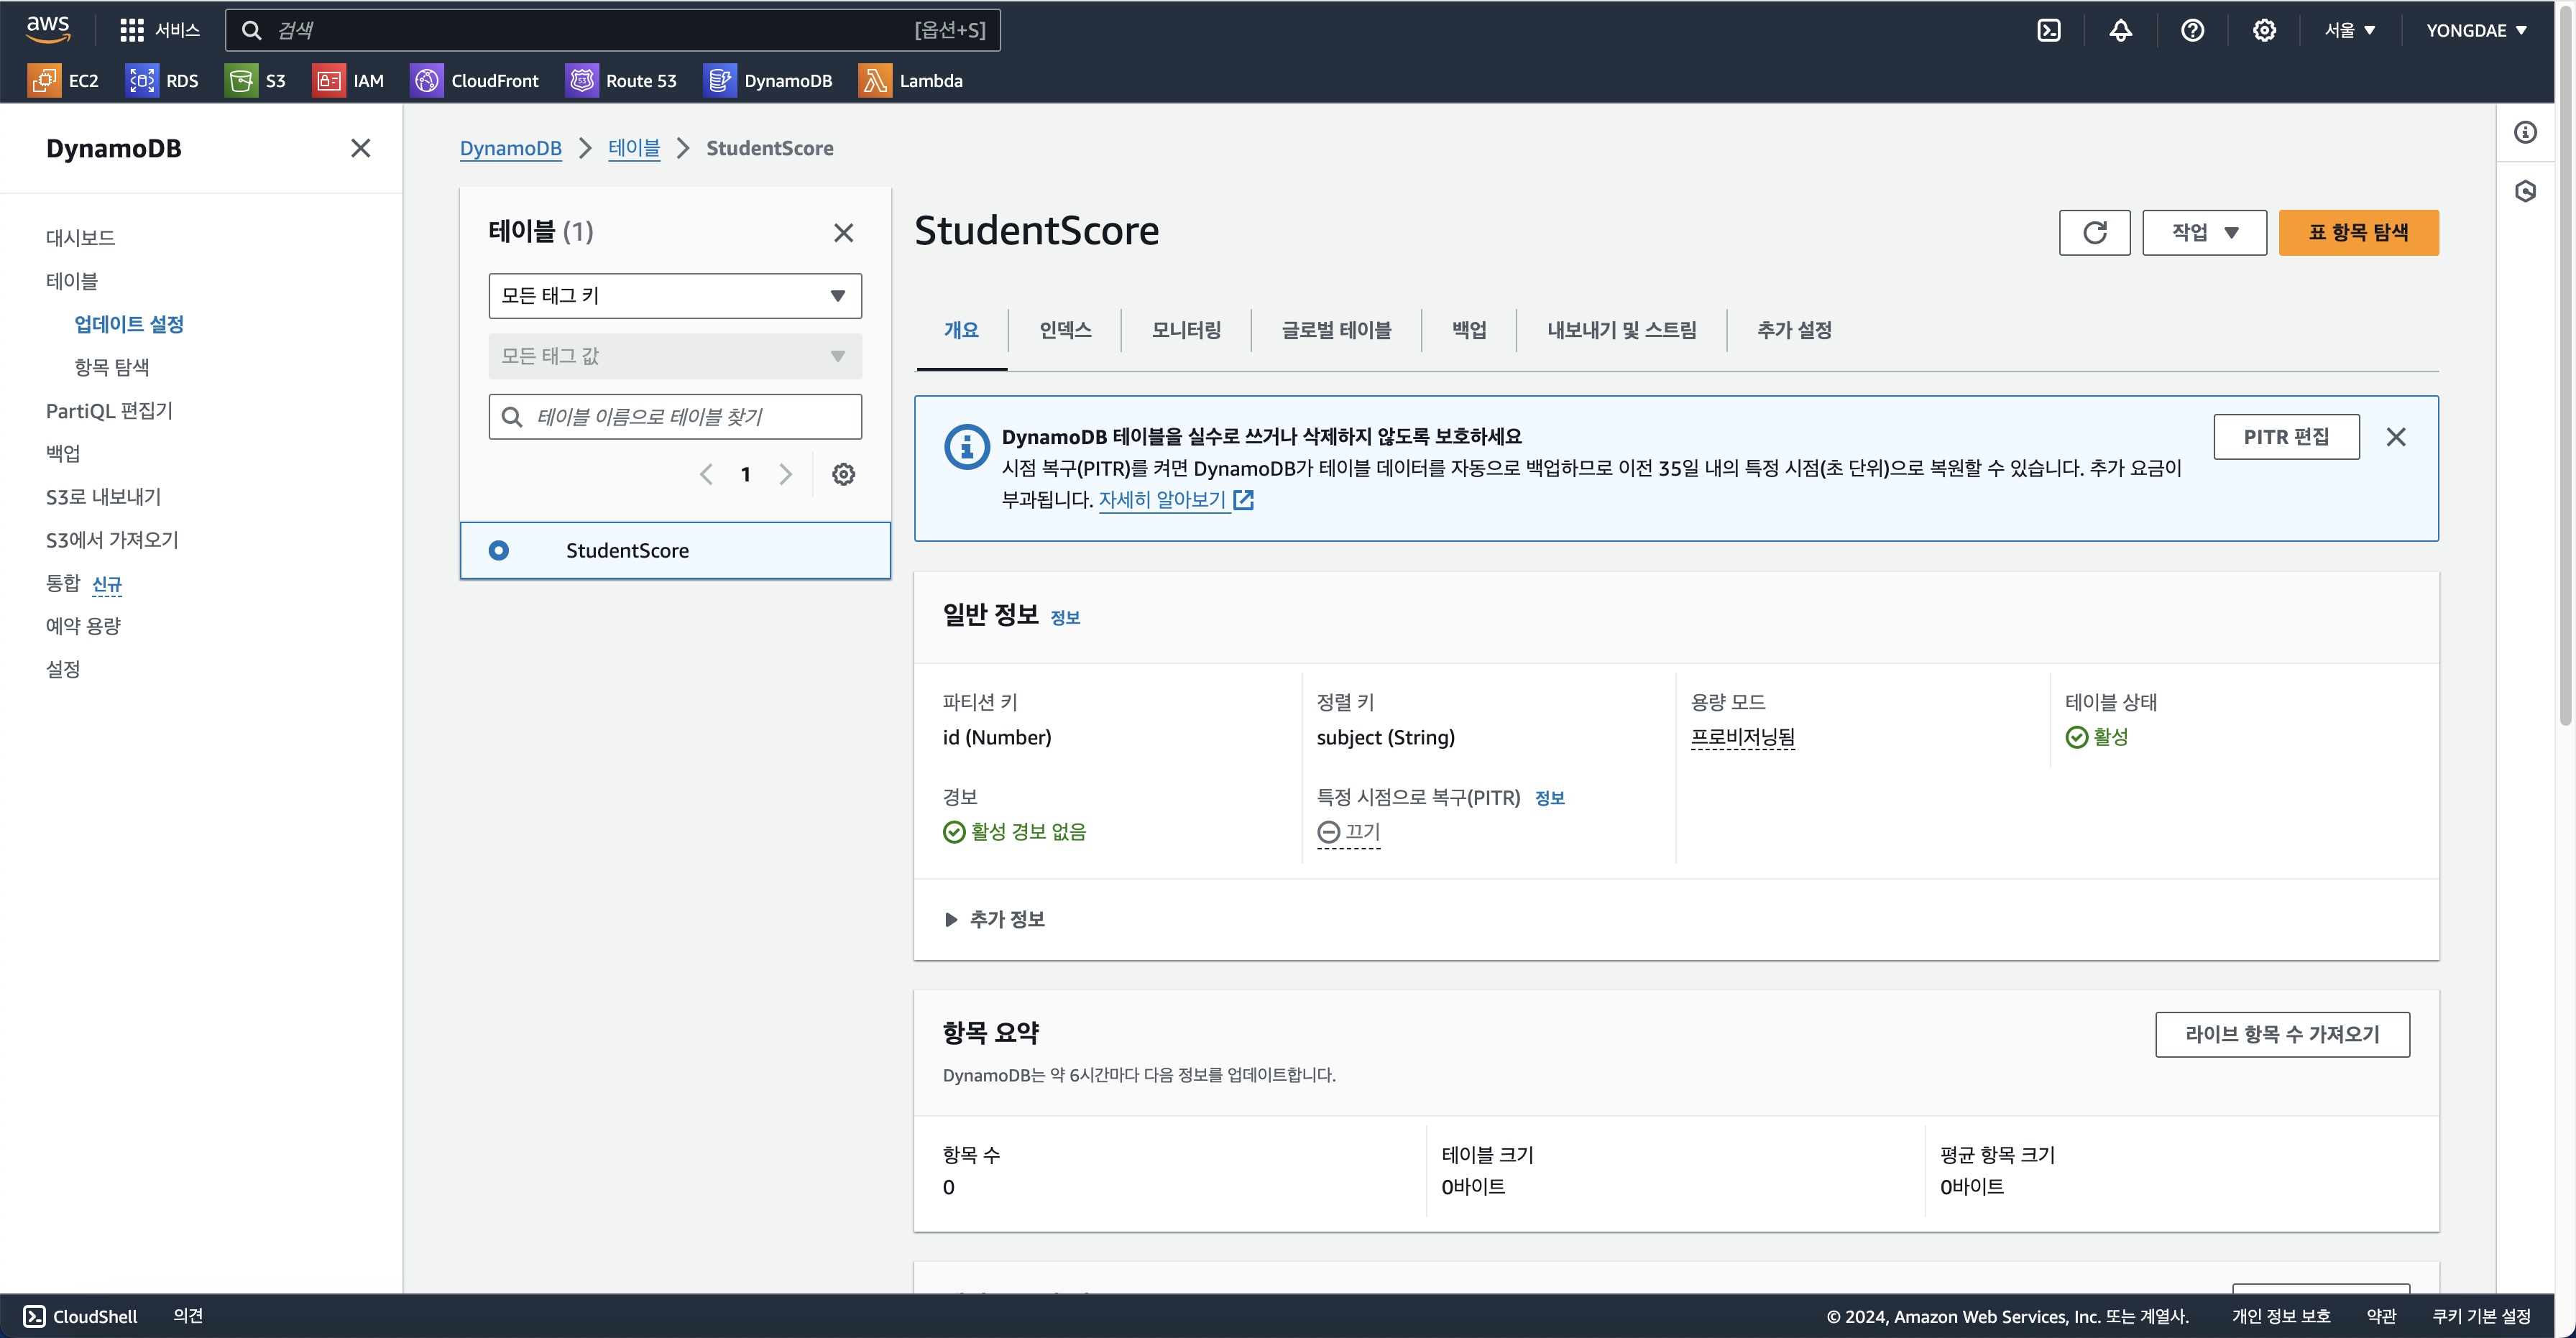 aws
서비스
검색
[옵션+S]
서울 ▼
YONGDAE ▼
EC2
RDS
S3
IAM
CloudFront
Route 53
DynamoDB
Lambda
DynamoDB
대시보드
테이블
업데이트 설정
항목 탐색
PartiQL 편집기
백업
S3로 내보내기
S3에서 가져오기
통합 신규
예약 용량
설정
DynamoDB > 테이블 > StudentScore
테이블 (1)
모든 태그 키
모든 태그 값
테이블 이름으로 테이블 찾기
1
StudentScore
StudentScore
작업 ▼
표 항목 탐색
개요
인덱스
모니터링
글로벌 테이블
백업
내보내기 및 스트림
추가 설정
DynamoDB 테이블을 실수로 쓰거나 삭제하지 않도록 보호하세요
시점 복구(PITR)를 켜면 DynamoDB가 테이블 데이터를 자동으로 백업하므로 이전 35일 내의 특정 시점(초 단위)으로 복원할 수 있습니다. 추가 요금이
부과됩니다. 자세히 알아보기
PITR 편집
일반 정보 정보
파티션 키
id (Number)
정렬 키
subject (String)
용량 모드
프로비저닝됨
테이블 상태
활성
경보
활성 경보 없음
특정 시점으로 복구(PITR) 정보
끄기
추가 정보
항목 요약
라이브 항목 수 가져오기
DynamoDB는 약 6시간마다 다음 정보를 업데이트합니다.
항목 수
0
테이블 크기
0바이트
평균 항목 크기
0바이트
CloudShell
의견
© 2024, Amazon Web Services, Inc. 또는 계열사.
개인 정보 보호
약관
쿠키 기본 설정